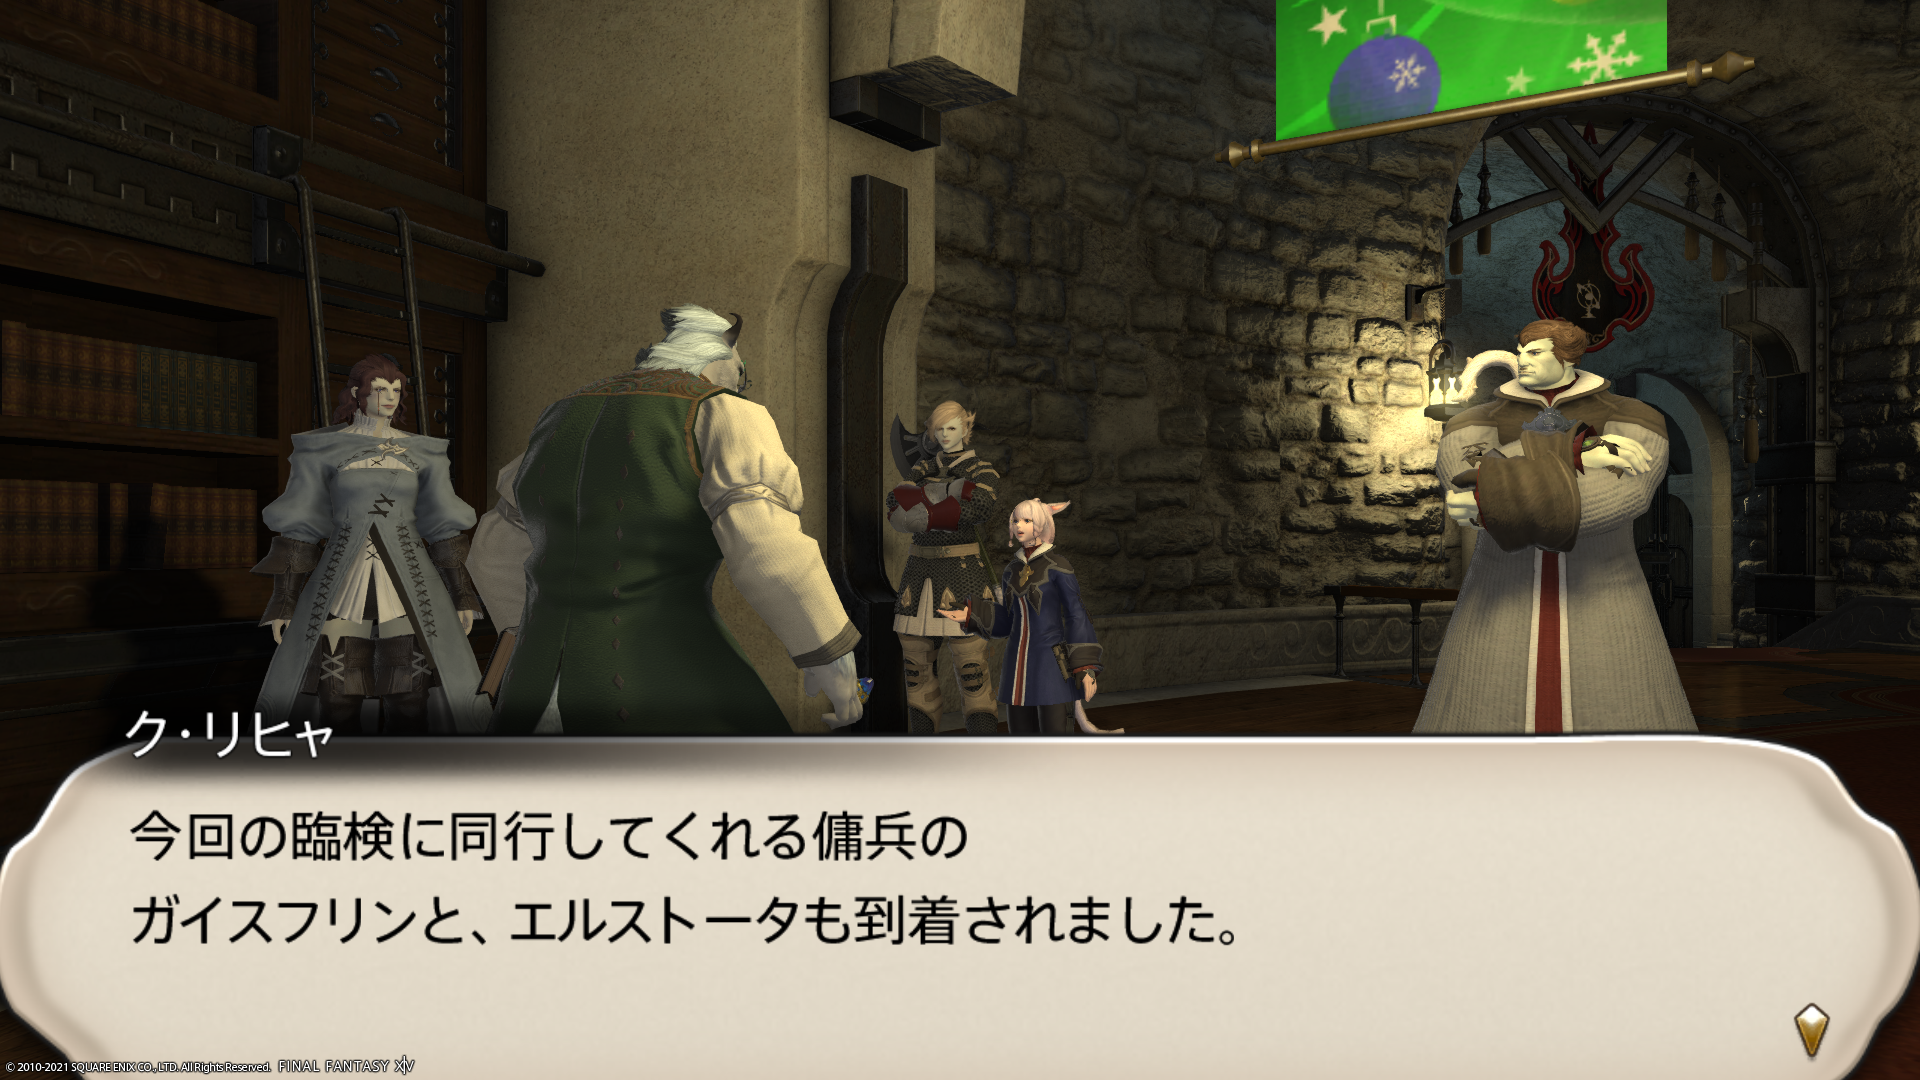 ク・リヒャ
今回の臨検に同行してくれる傭兵の
ガイスフリンと、エルストータも到着されました。
© 2010-2021 SQUARE ENIX CO., LTD. All Rights Reserved. FINAL FANTASY XIV